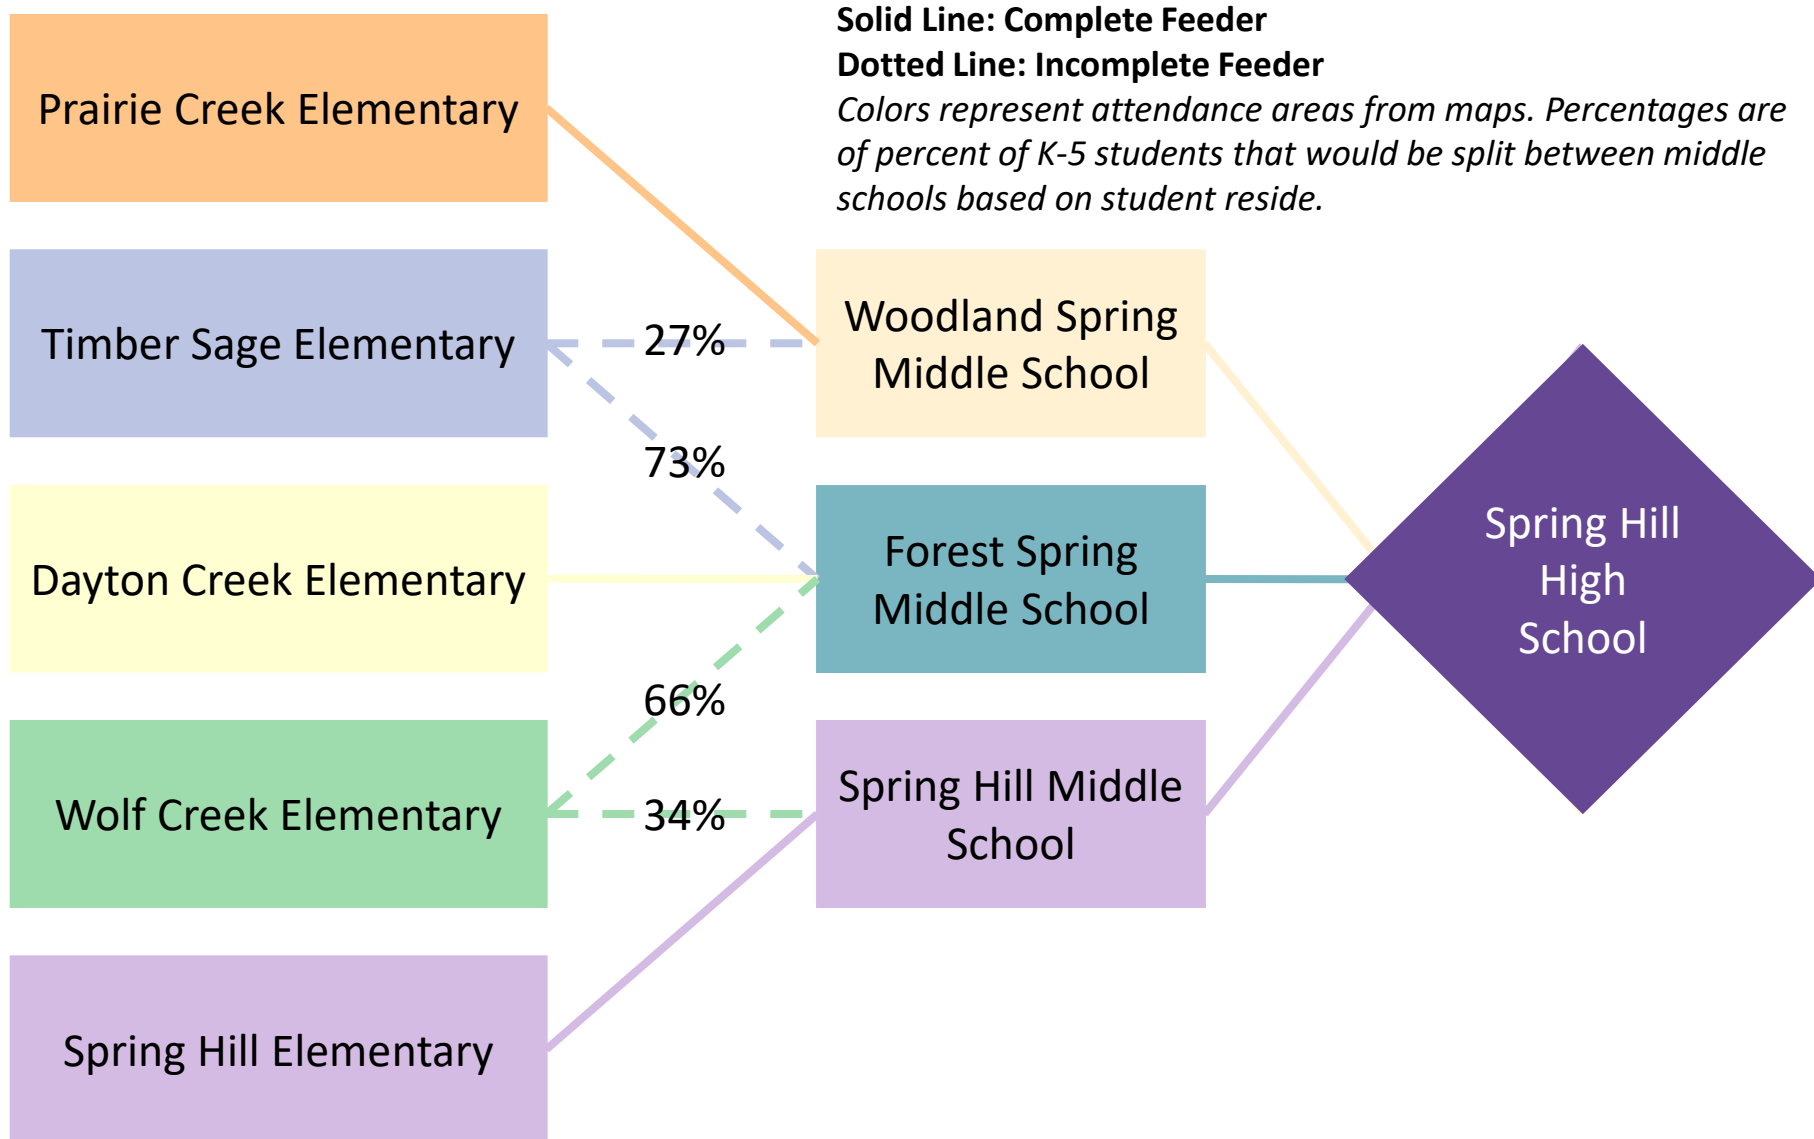 Solid Line: Complete Feeder
Dotted Line: Incomplete Feeder
Colors represent attendance areas from maps. Percentages are
of percent of K-5 students that would be split between middle
schools based on student reside.
Prairie Creek Elementary
Timber Sage Elementary
Dayton Creek Elementary
Wolf Creek Elementary
Spring Hill Elementary
27%
73%
66%
34%
Woodland Spring
Middle School
Forest Spring
Middle School
Spring Hill Middle
School
Spring Hill
High
School